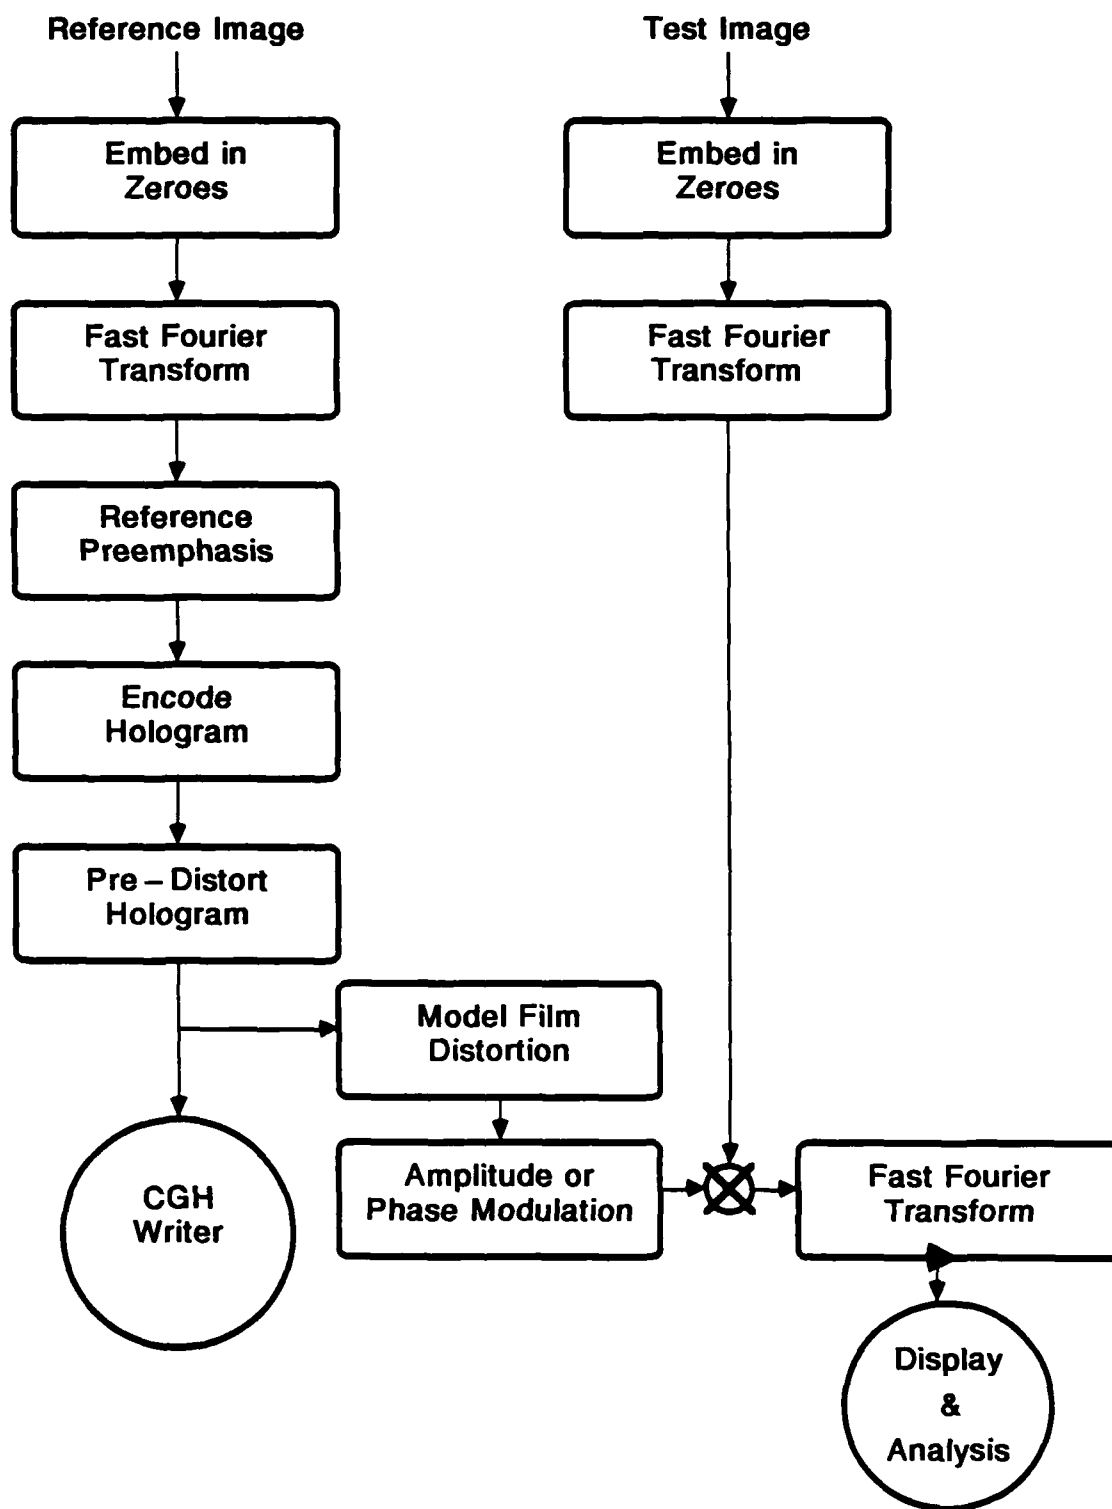 Reference Image
Embed in
Zeroes
Fast Fourier
Transform
Reference
Preemphasis
Encode
Hologram
Pre – Distort
Hologram
CGH
Writer
Model Film
Distortion
Amplitude or
Phase Modulation
Test Image
Embed in
Zeroes
Fast Fourier
Transform
Fast Fourier
Transform
Display
&
Analysis